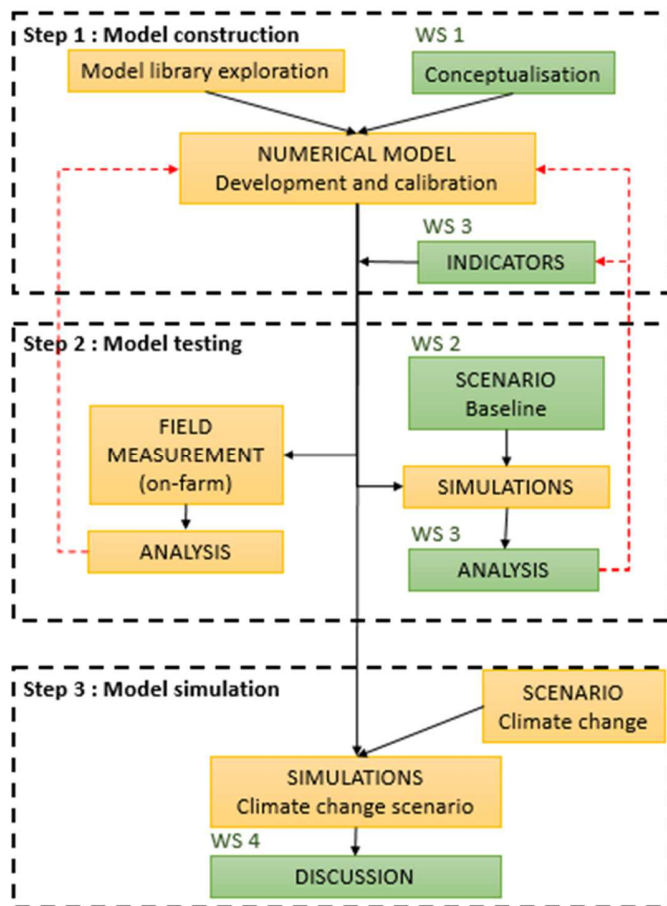 Step 1 : Model construction
WS 1
Model library exploration
Conceptualisation
NUMERICAL MODEL
Development and calibration
WS 3
INDICATORS
Step 2 : Model testing
WS 2
SCENARIO
Baseline
FIELD
MEASUREMENT
(on-farm)
SIMULATIONS
WS 3
ANALYSIS
ANALYSIS
Step 3 : Model simulation
SCENARIO
Climate change
SIMULATIONS
Climate change scenario
WS 4
DISCUSSION